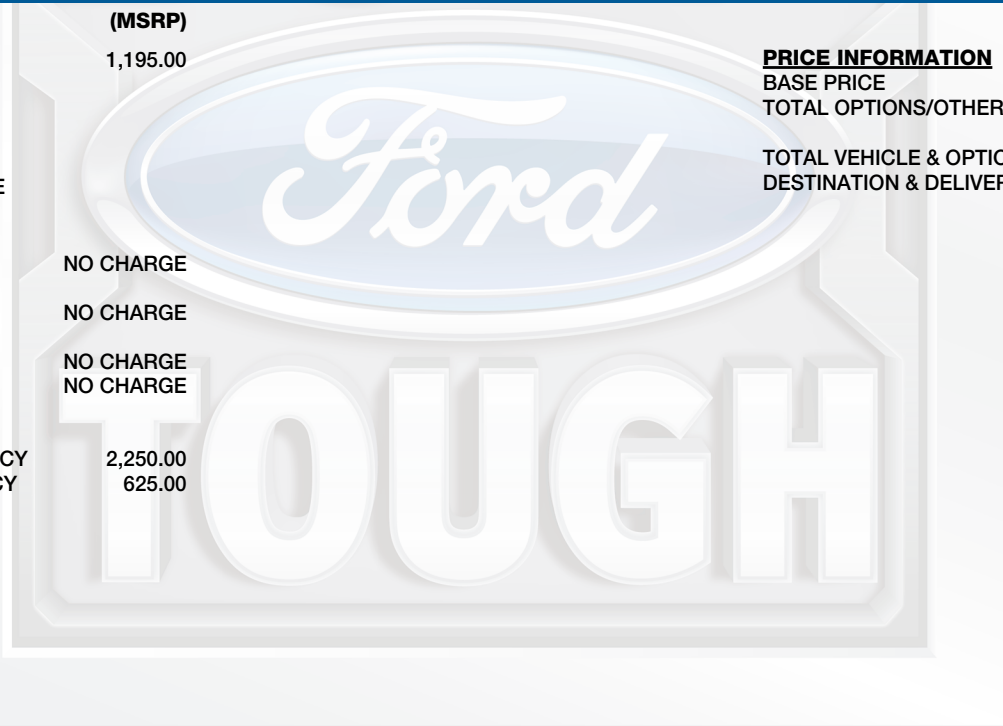 (MSRP)
1,195.00
E
NO CHARGE
NO CHARGE
NO CHARGE
NO CHARGE
CY 2,250.00
CY 625.00
PRICE INFORMATION
BASE PRICE
TOTAL OPTIONS/OTHER
TOTAL VEHICLE & OPTIO
DESTINATION & DELIVER
Ford
TOUGH